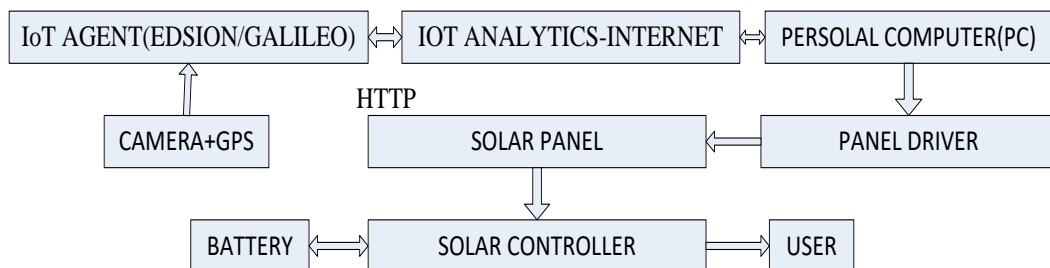 IoT AGENT(EDSION/GALILEO)
IOT ANALYTICS-INTERNET
PERSOLAL COMPUTER(PC)
HTTP
CAMERA+GPS
SOLAR PANEL
PANEL DRIVER
BATTERY
SOLAR CONTROLLER
USER